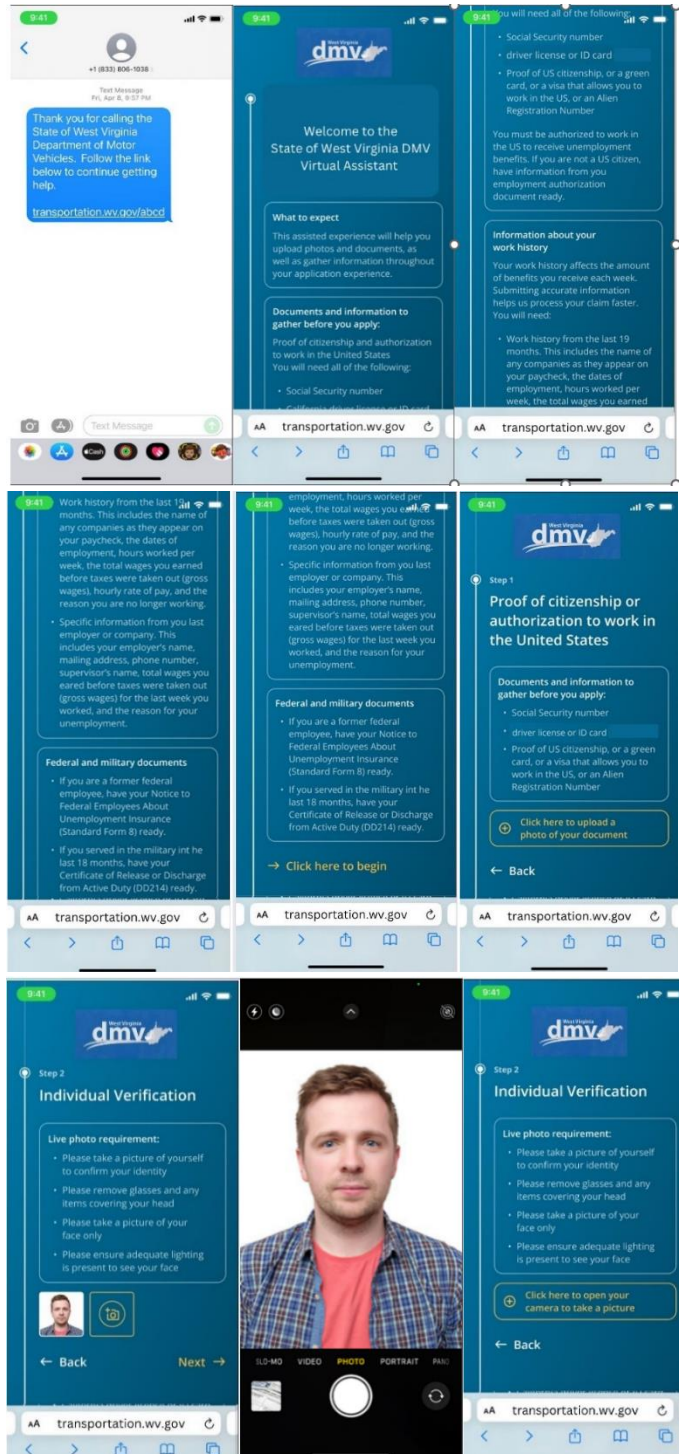 9:41
+1 (833) 806-1038
Text Message
Fri, Apr 8, 9:57 PM
Thank you for calling the
State of West Virginia
Department of Motor
Vehicles. Follow the link
below to continue getting
help.
transportation.wv.gov/abcd
Text Message
Cash
9:41
West Virginia
dmv
Welcome to the
State of West Virginia DMV
Virtual Assistant
What to expect
This assisted experience will help you
upload photos and documents, as
well as gather information throughout
your application experience.
Documents and information to
gather before you apply:
Proof of citizenship and authorization
to work in the United States
You will need all of the following:
• Social Security number
• California driver license or ID card
AA transportation.wv.gov
9:41
You will need all of the following:
• Social Security number
• driver license or ID card
• Proof of US citizenship, or a green
card, or a visa that allows you to
work in the US, or an Alien
Registration Number
You must be authorized to work in
the US to receive unemployment
benefits. If you are not a US citizen,
have information from you
employment authorization
document ready.
Information about your
work history
Your work history affects the amount
of benefits you receive each week.
Submitting accurate information
helps us process your claim faster.
You will need:
• Work history from the last 19
months. This includes the name of
any companies as they appear on
your paycheck, the dates of
employment, hours worked per
week, the total wages you earned
AA transportation.wv.gov
9:41
Work history from the last 19
months. This includes the name of
any companies as they appear on
your paycheck, the dates of
employment, hours worked per
week, the total wages you earned
before taxes were taken out (gross
wages), hourly rate of pay, and the
reason you are no longer working.
• Specific information from you last
employer or company. This
includes your employer's name,
mailing address, phone number,
supervisor's name, total wages you
eared before taxes were taken out
(gross wages) for the last week you
worked, and the reason for your
unemployment.
Federal and military documents
• If you are a former federal
employee, have your Notice to
Federal Employees About
Unemployment Insurance
(Standard Form 8) ready.
• If you served in the military int he
last 18 months, have your
Certificate of Release or Discharge
from Active Duty (DD214) ready.
AA transportation.wv.gov
9:41
employment, hours worked per
week, the total wages you earned
before taxes were taken out (gross
wages), hourly rate of pay, and the
reason you are no longer working.
• Specific information from you last
employer or company. This
includes your employer's name,
mailing address, phone number,
supervisor's name, total wages you
eared before taxes were taken out
(gross wages) for the last week you
worked, and the reason for your
unemployment.
Federal and military documents
• If you are a former federal
employee, have your Notice to
Federal Employees About
Unemployment Insurance
(Standard Form 8) ready.
• If you served in the military int he
last 18 months, have your
Certificate of Release or Discharge
from Active Duty (DD214) ready.
→ Click here to begin
AA transportation.wv.gov
9:41
West Virginia
dmv
Step 1
Proof of citizenship or
authorization to work in
the United States
Documents and information to
gather before you apply:
• Social Security number
• driver license or ID card
• Proof of US citizenship, or a green
card, or a visa that allows you to
work in the US, or an Alien
Registration Number
Click here to upload a
photo of your document
← Back
AA transportation.wv.gov
9:41
West Virginia
dmv
Step 2
Individual Verification
Live photo requirement:
• Please take a picture of yourself
to confirm your identity
• Please remove glasses and any
items covering your head
• Please take a picture of your
face only
• Please ensure adequate lighting
is present to see your face
← Back Next →
AA transportation.wv.gov
SLO-MO VIDEO PHOTO PORTRAIT PANO
9:41
West Virginia
dmv
Step 2
Individual Verification
Live photo requirement:
• Please take a picture of yourself
to confirm your identity
• Please remove glasses and any
items covering your head
• Please take a picture of your
face only
• Please ensure adequate lighting
is present to see your face
Click here to open your
camera to take a picture
← Back
AA transportation.wv.gov